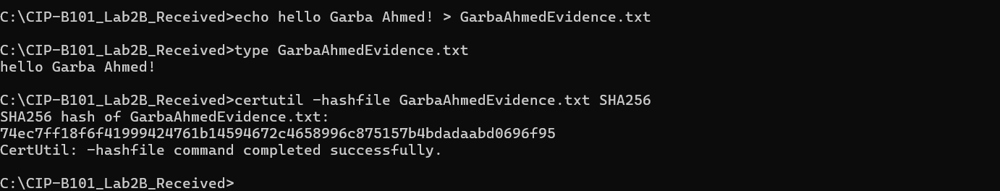 C:\CIP-B101_Lab2B_Received>echo hello Garba Ahmed! > GarbaAhmedEvidence.txt
C:\CIP-B101_Lab2B_Received>type GarbaAhmedEvidence.txt
hello Garba Ahmed!
C:\CIP-B101_Lab2B_Received>certutil -hashfile GarbaAhmedEvidence.txt SHA256
SHA256 hash of GarbaAhmedEvidence.txt:
74ec7ff18f6f41999424761b14594672c4658996c875157b4bdadaabd0696f95
CertUtil: -hashfile command completed successfully.
C:\CIP-B101_Lab2B_Received>